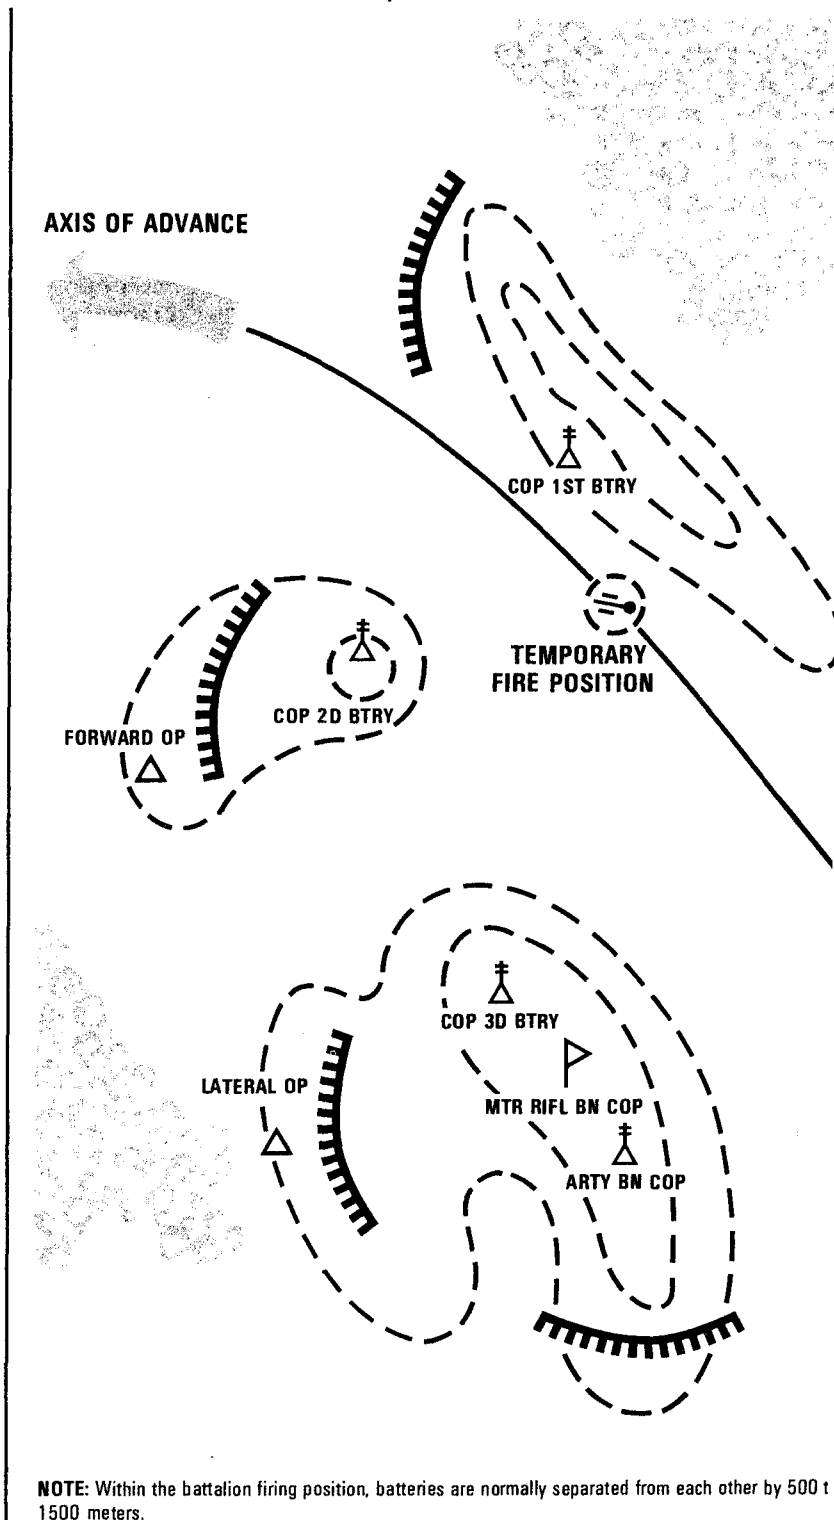 AXIS OF ADVANCE
COP 1ST BTRY
TEMPORARY
FIRE POSITION
COP 2D BTRY
FORWARD OP
COP 3D BTRY
LATERAL OP
MTR RIFL BN COP
ARTY BN COP
NOTE: Within the battalion firing position, batteries are normally separated from each other by 500 t
1500 meters.